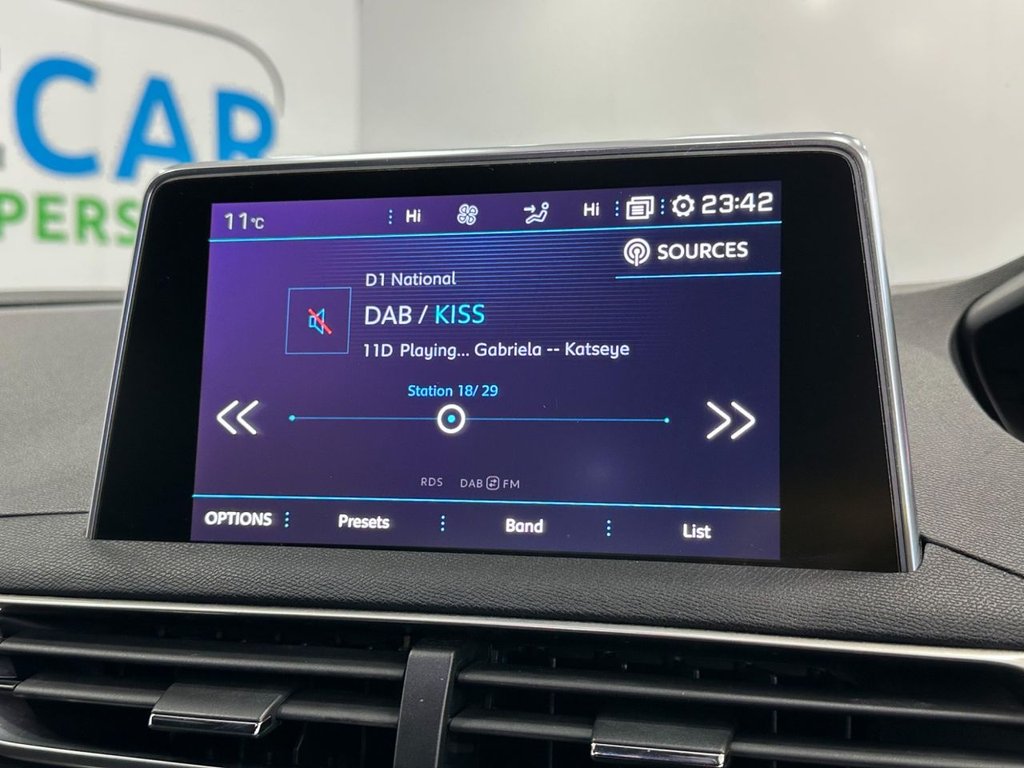 CAR
PERS
11°C
Hi
Hi
23:42
SOURCES
D1 National
DAB / KISS
11D Playing... Gabriela -- Katseye
Station 18/ 29
RDS DAB FM
OPTIONS
Presets
Band
List